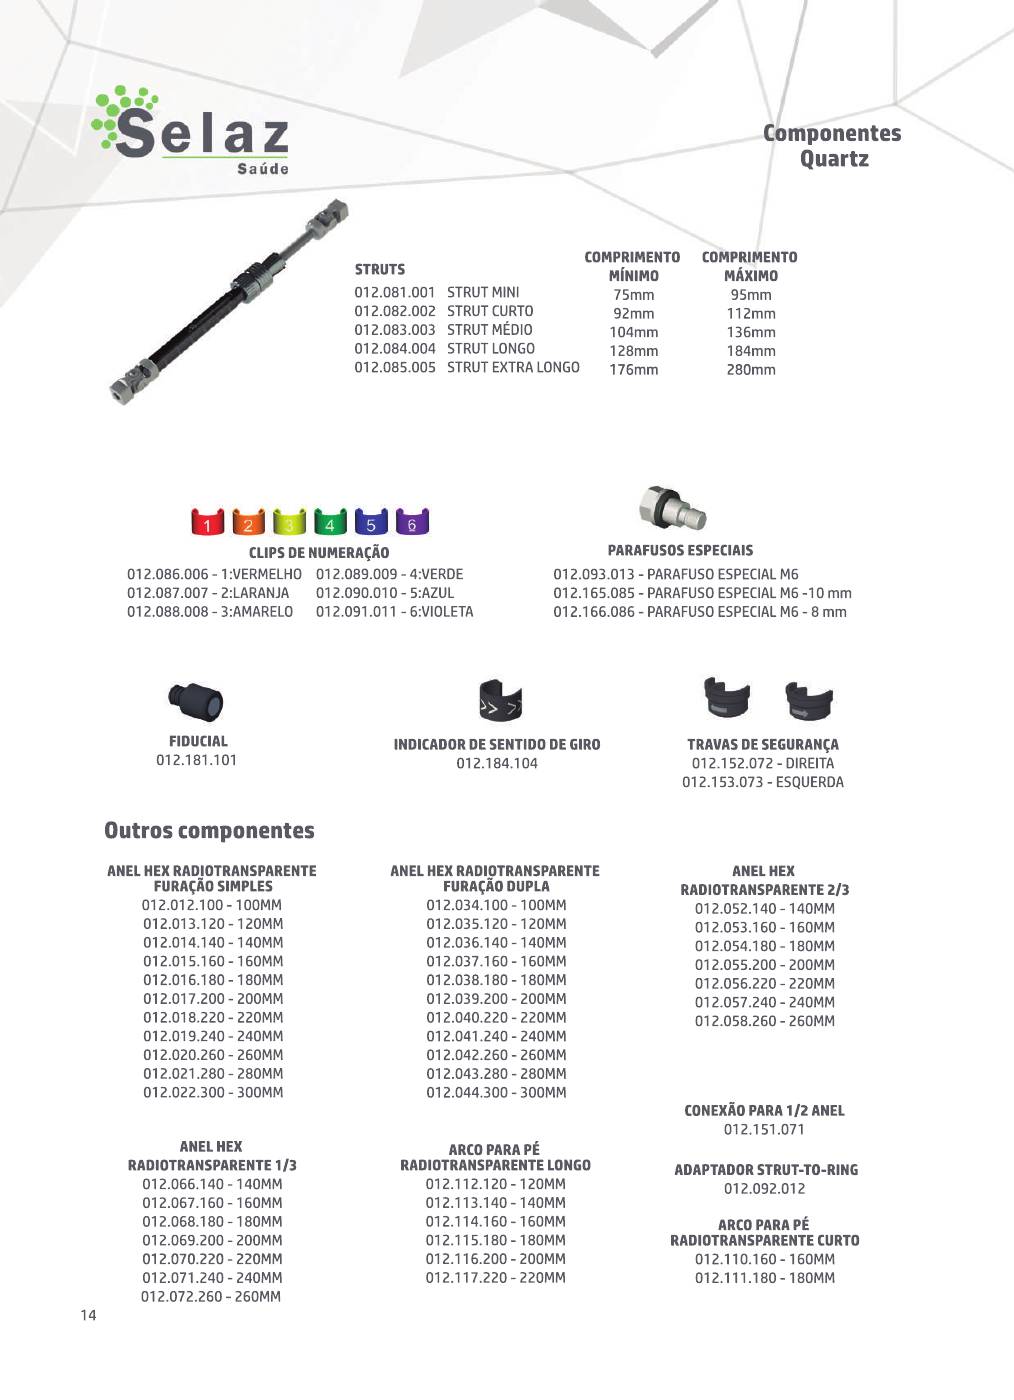 Selaz
Saúde
Componentes
Quartz
STRUTS
COMPRIMENTO MÍNIMO
COMPRIMENTO MÁXIMO
012.081.001 STRUT MINI 75mm 95mm
012.082.002 STRUT CURTO 92mm 112mm
012.083.003 STRUT MÉDIO 104mm 136mm
012.084.004 STRUT LONGO 128mm 184mm
012.085.005 STRUT EXTRA LONGO 176mm 280mm
1 2 3 4 5 6
CLIPS DE NUMERAÇÃO
012.086.006 - 1:VERMELHO 012.089.009 - 4:VERDE
012.087.007 - 2:LARANJA 012.090.010 - 5:AZUL
012.088.008 - 3:AMARELO 012.091.011 - 6:VIOLETA
PARAFUSOS ESPECIAIS
012.093.013 - PARAFUSO ESPECIAL M6
012.165.085 - PARAFUSO ESPECIAL M6 -10 mm
012.166.086 - PARAFUSO ESPECIAL M6 - 8 mm
FIDUCIAL
012.181.101
INDICADOR DE SENTIDO DE GIRO
012.184.104
TRAVAS DE SEGURANÇA
012.152.072 - DIREITA
012.153.073 - ESQUERDA
Outros componentes
ANEL HEX RADIOTRANSPARENTE
FURAÇÃO SIMPLES
012.012.100 - 100MM
012.013.120 - 120MM
012.014.140 - 140MM
012.015.160 - 160MM
012.016.180 - 180MM
012.017.200 - 200MM
012.018.220 - 220MM
012.019.240 - 240MM
012.020.260 - 260MM
012.021.280 - 280MM
012.022.300 - 300MM
ANEL HEX RADIOTRANSPARENTE
FURAÇÃO DUPLA
012.034.100 - 100MM
012.035.120 - 120MM
012.036.140 - 140MM
012.037.160 - 160MM
012.038.180 - 180MM
012.039.200 - 200MM
012.040.220 - 220MM
012.041.240 - 240MM
012.042.260 - 260MM
012.043.280 - 280MM
012.044.300 - 300MM
ANEL HEX
RADIOTRANSPARENTE 2/3
012.052.140 - 140MM
012.053.160 - 160MM
012.054.180 - 180MM
012.055.200 - 200MM
012.056.220 - 220MM
012.057.240 - 240MM
012.058.260 - 260MM
ANEL HEX
RADIOTRANSPARENTE 1/3
012.066.140 - 140MM
012.067.160 - 160MM
012.068.180 - 180MM
012.069.200 - 200MM
012.070.220 - 220MM
012.071.240 - 240MM
012.072.260 - 260MM
ARCO PARA PÉ
RADIOTRANSPARENTE LONGO
012.112.120 - 120MM
012.113.140 - 140MM
012.114.160 - 160MM
012.115.180 - 180MM
012.116.200 - 200MM
012.117.220 - 220MM
CONEXÃO PARA 1/2 ANEL
012.151.071
ADAPTADOR STRUT-TO-RING
012.092.012
ARCO PARA PÉ
RADIOTRANSPARENTE CURTO
012.110.160 - 160MM
012.111.180 - 180MM
14